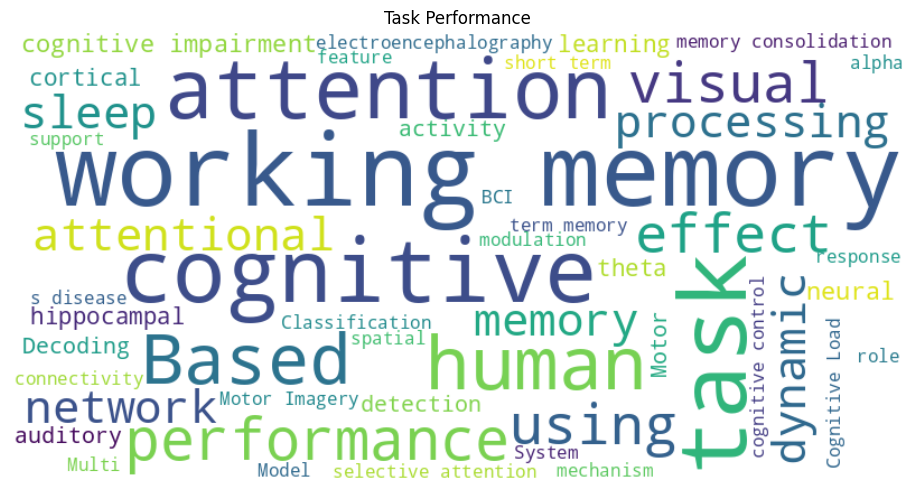 Task Performance
cognitive impairment
electroencephalography
learning
memory consolidation
feature
short term
alpha
cortical
attention
visual
sleep
activity
processing
support
working memory
BCI
term memory
attentional
modulation
effect
response
cognitive
theta
task
neural
s disease
hippocampal
Classification
memory
Motor
cognitive control
dynamic
Cognitive Load
Decoding
Based
spatial
human
role
connectivity
network
Motor Imagery
detection
using
auditory
performance
System
Multi
Model
selective attention
mechanism